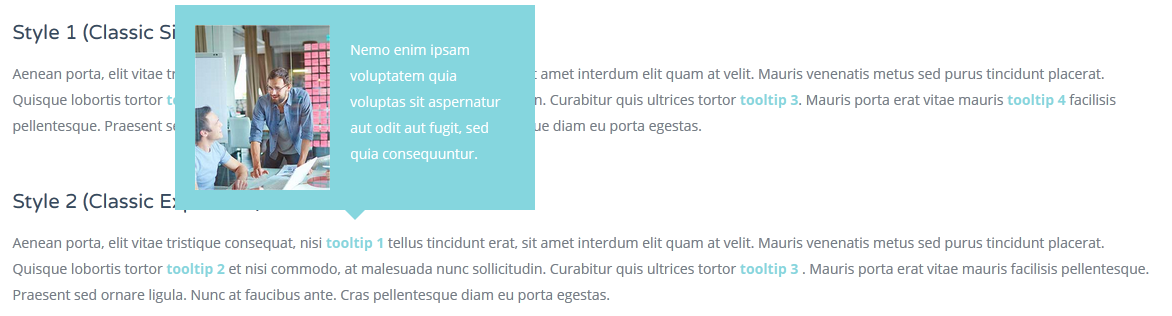 Style 1 (Classic Si
Nemo enim ipsam
voluptatem quia
voluptas sit aspernatur
aut odit aut fugit, sed
quia consequuntur.
Aenean porta, elit vitae tr t amet interdum elit quam at velit. Mauris venenatis metus sed purus tincidunt placerat.
Quisque lobortis tortor n. Curabitur quis ultrices tortor tooltip 3. Mauris porta erat vitae mauris tooltip 4 facilisis
pellentesque. Praesent se ue diam eu porta egestas.
Style 2 (Classic
Aenean porta, elit vitae tristique consequat, nisi tooltip 1 tellus tincidunt erat, sit amet interdum elit quam at velit. Mauris venenatis metus sed purus tincidunt placerat.
Quisque lobortis tortor tooltip 2 et nisi commodo, at malesuada nunc sollicitudin. Curabitur quis ultrices tortor tooltip 3 . Mauris porta erat vitae mauris facilisis pellentesque.
Praesent sed ornare ligula. Nunc at faucibus ante. Cras pellentesque diam eu porta egestas.